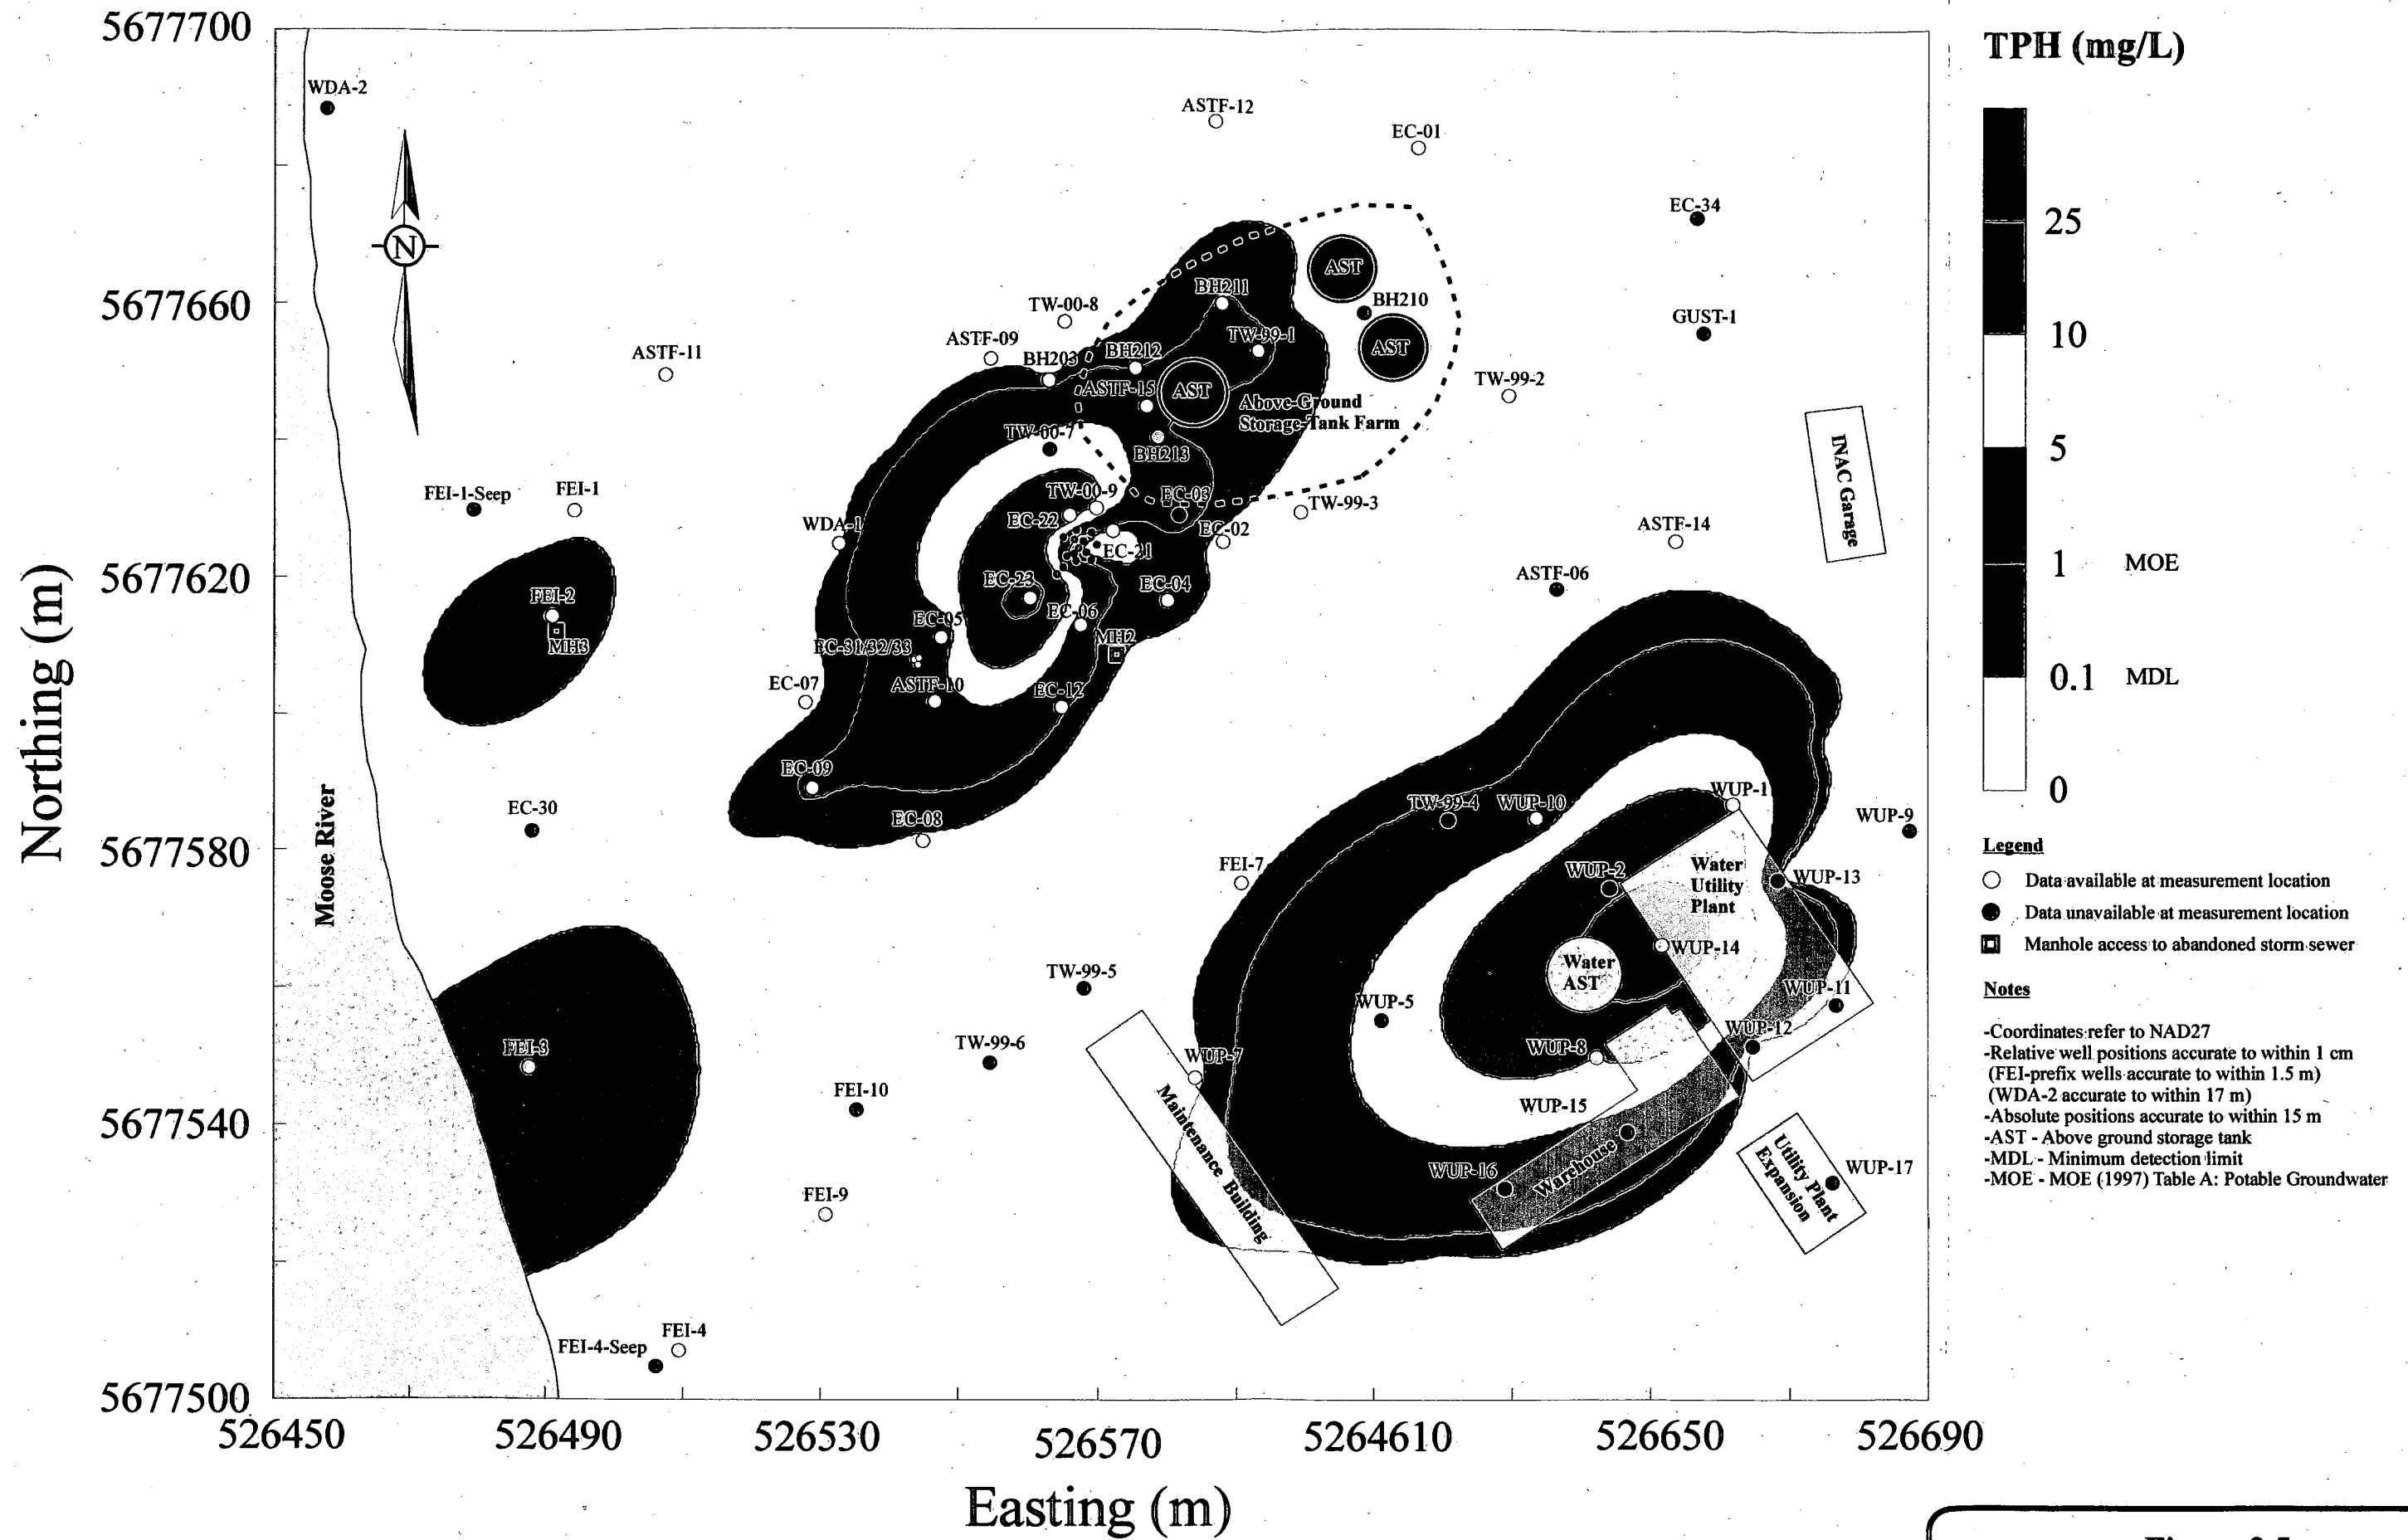 5677700
5677660
5677620
5677580
5677540
5677500
Northing (m)
526450
526490
526530
526570
526610
526650
526690
Easting (m)
WDA-2
N
ASTF-12
EC-01
EC-34
GUST-1
BH211
AST
BH210
TW-00-8
ASTF-09
ASTF-11
BH203
BH212
TW-99-1
AST
TW-99-2
ASTF-15
AST
Above-Ground
Storage-Tank Farm
TW-00-7
BH213
INAC Garage
FEI-1-Seep
FEI-1
TW-00-9
EC-03
TW-99-3
WDA-1
EC-22
EC-02
ASTF-14
EC-21
ASTF-06
FEI-2
EC-23
EC-04
EC-05
EC-06
MH3
EC-31/32/33
MH2
EC-07
ASTF-10
EC-12
EC-09
EC-30
EC-08
Moose River
TW-99-4
WUP-10
WUP-1
WUP-9
FEI-7
WUP-2
Water
Utility
Plant
WUP-13
WUP-14
Water
AST
TW-99-5
WUP-5
WUP-11
FEI-3
TW-99-6
WUP-7
WUP-8
WUP-12
FEI-10
WUP-15
Maintenance Building
WUP-16
Warehouse
Utility Plant
Expansion
WUP-17
FEI-9
FEI-4-Seep
FEI-4
TPH (mg/L)
25
10
5
1 MOE
0.1 MDL
0
Legend
Data available at measurement location
Data unavailable at measurement location
Manhole access to abandoned storm sewer
Notes
-Coordinates refer to NAD27
-Relative well positions accurate to within 1 cm
(FEI-prefix wells accurate to within 1.5 m)
(WDA-2 accurate to within 17 m)
-Absolute positions accurate to within 15 m
-AST - Above ground storage tank
-MDL - Minimum detection limit
-MOE - MOE (1997) Table A: Potable Groundwater